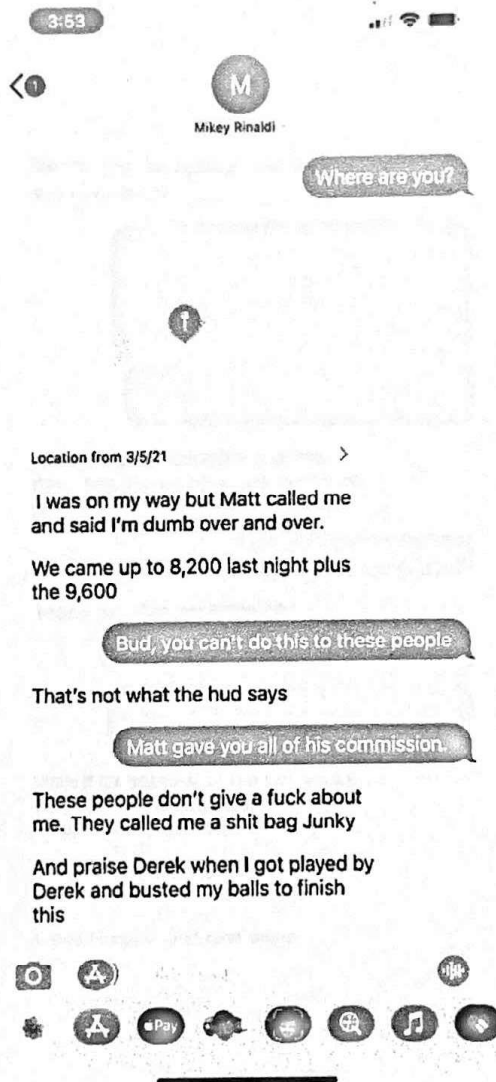 3:53
1
M
Mikey Rinaldi
Where are you?
Location from 3/5/21
I was on my way but Matt called me
and said I'm dumb over and over.
We came up to 8,200 last night plus
the 9,600
Bud, you can't do this to these people
That's not what the hud says
Matt gave you all of his commission.
These people don't give a fuck about
me. They called me a shit bag Junky
And praise Derek when I got played by
Derek and busted my balls to finish
this
Pay